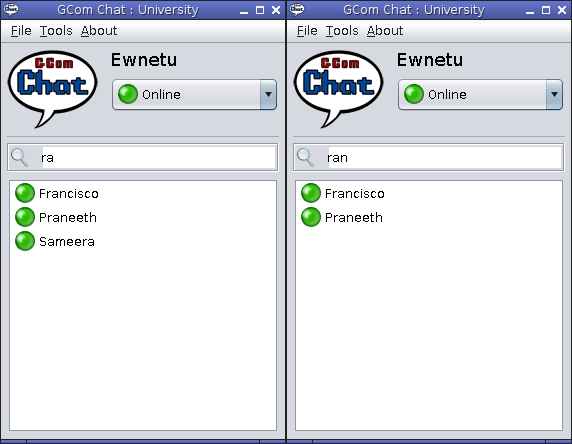 GCom Chat : University
File Tools About
GCom
Chat
Ewnetu
Online
ra
Francisco
Praneeth
Sameera
GCom Chat : University
File Tools About
GCom
Chat
Ewnetu
Online
ran
Francisco
Praneeth